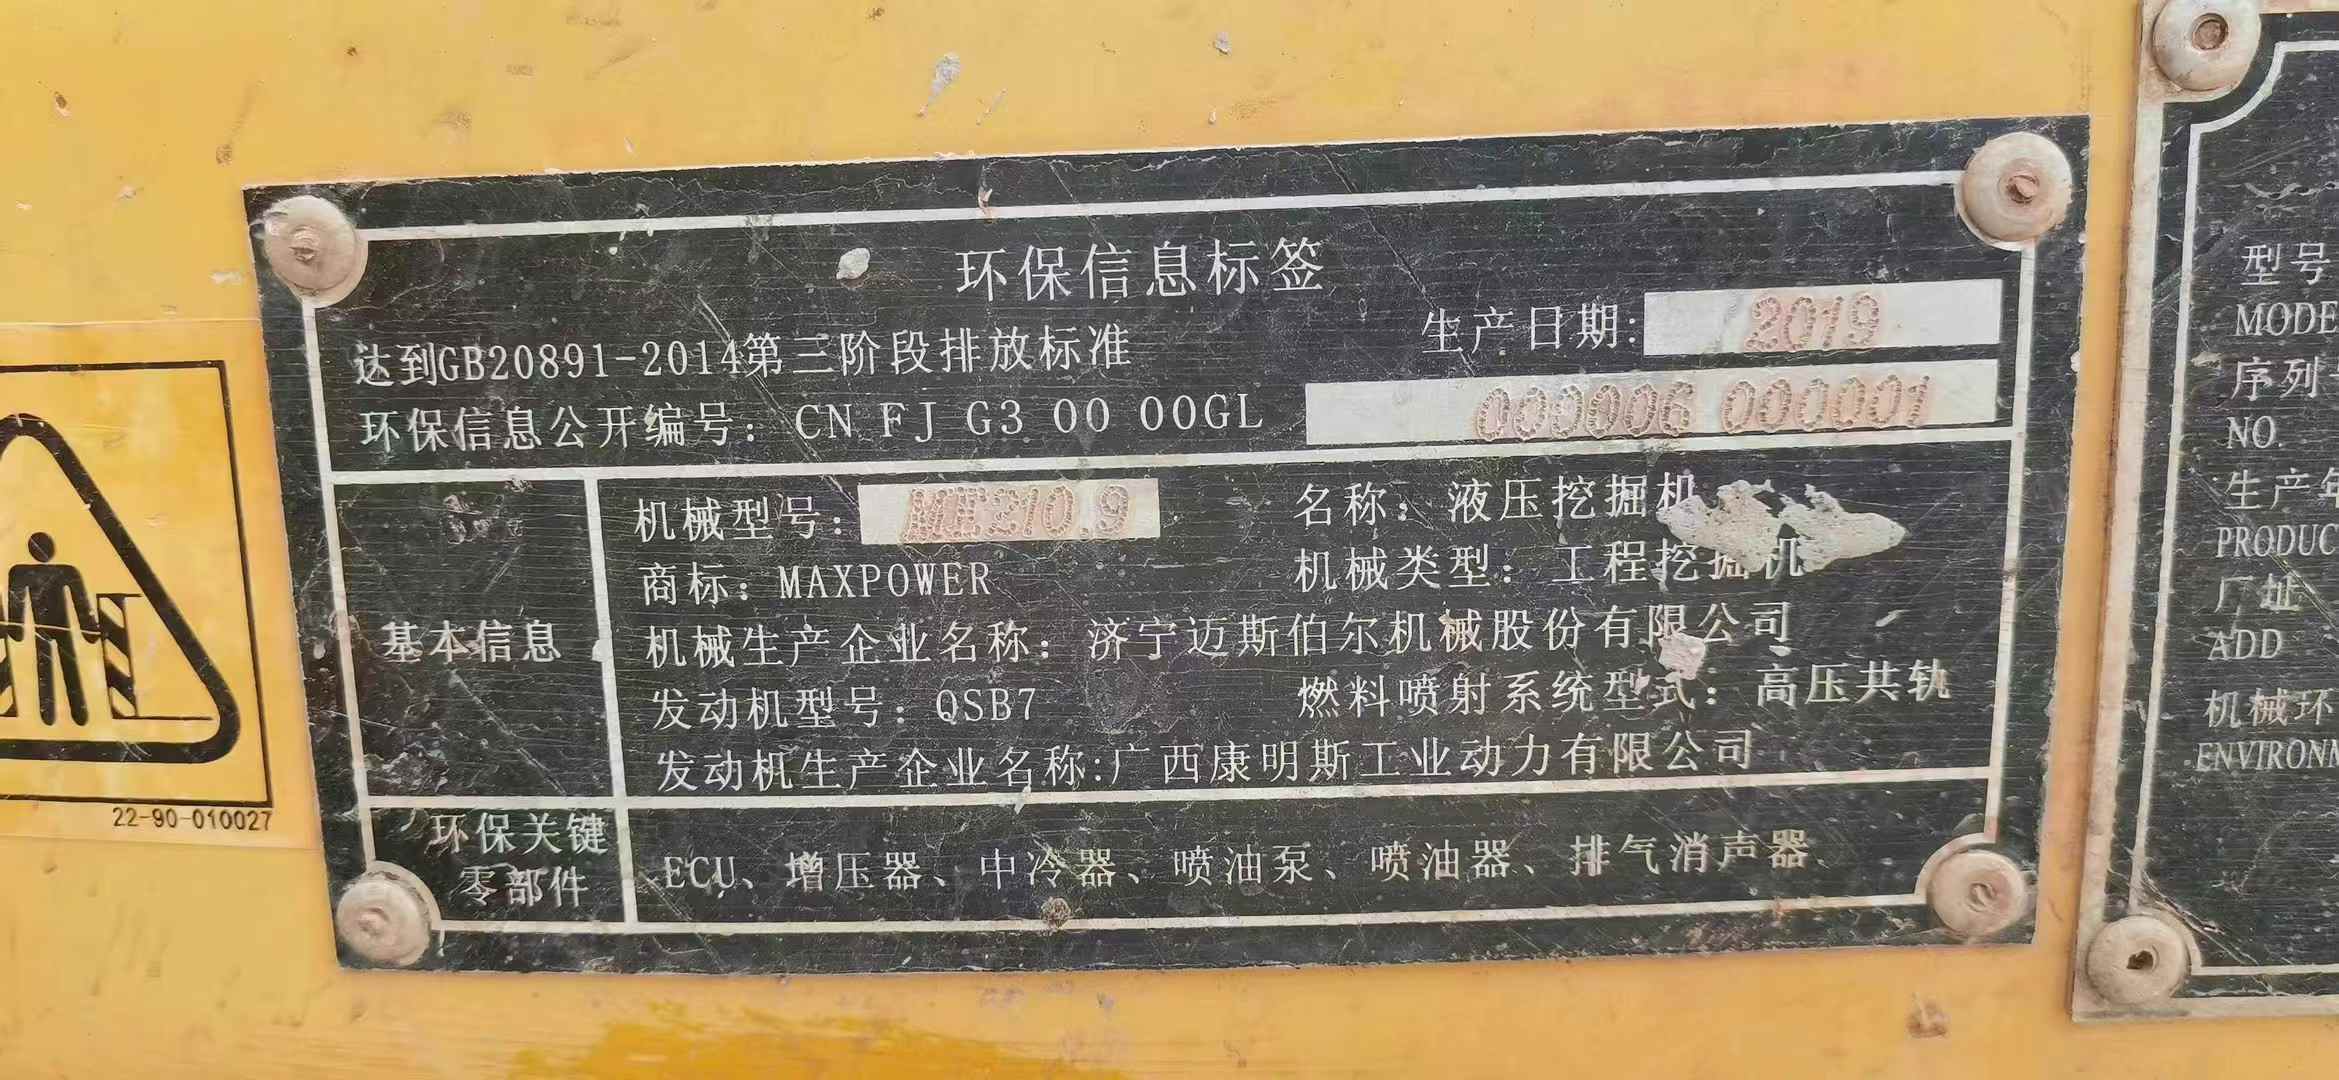 环保信息标签
达到GB20891-2014第三阶段排放标准
生产日期: 2019
环保信息公开编号： CN FJ G3 00 00GL 000006 000001
基本信息
机械型号: ME210.9
名称： 液压挖掘机
商标： MAXPOWER
机械类型： 工程挖掘机
机械生产企业名称： 济宁迈斯伯尔机械股份有限公司
发动机型号： QSB7
燃料喷射系统型式： 高压共轨
发动机生产企业名称:广西康明斯工业动力有限公司
环保关键
零部件
ECU、增压器、中冷器、喷油泵、喷油器、排气消声器
22-90-010027
型号
MODE
序列
NO.
生产年
PRODUC
厂址
ADD
机械环
ENVIRONM